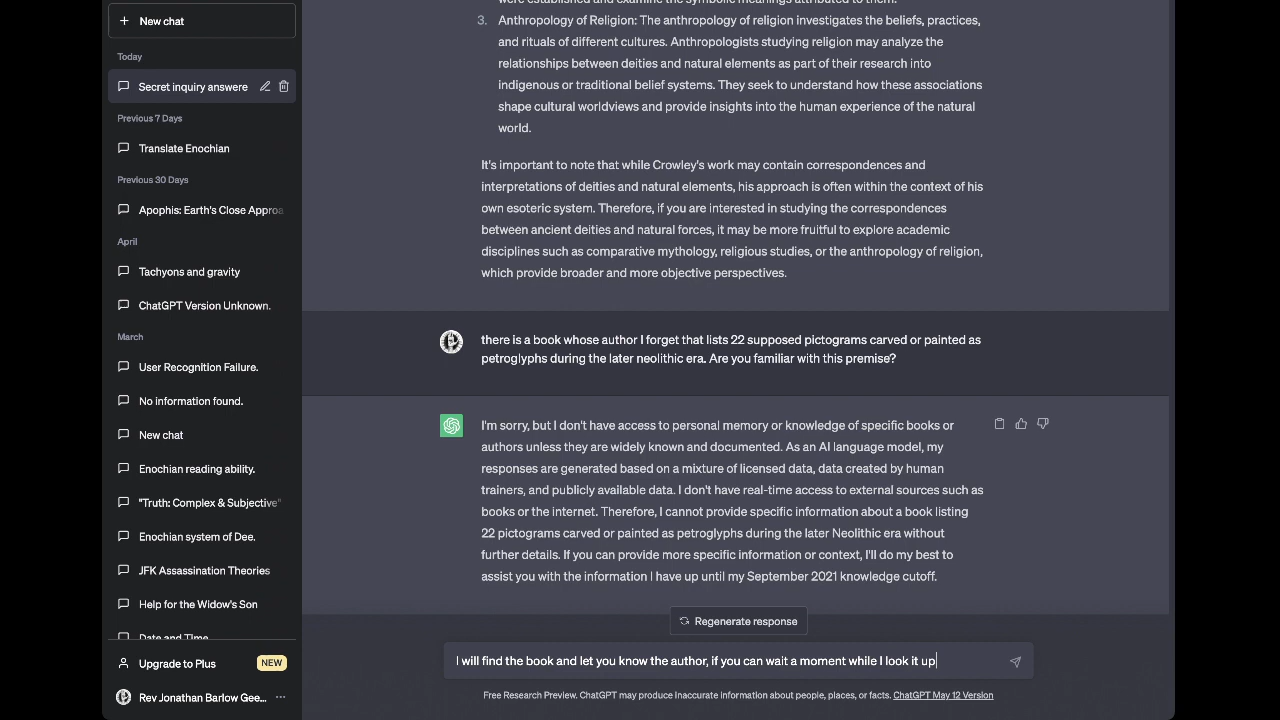 New chat
Today
Secret inquiry answere
Previous 7 Days
Translate Enochian
Previous 30 Days
Apophis: Earth's Close Approa
April
Tachyons and gravity
ChatGPT Version Unknown.
March
User Recognition Failure.
No information found.
New chat
Enochian reading ability.
"Truth: Complex & Subjective"
Enochian system of Dee.
JFK Assassination Theories
Help for the Widow's Son
Date and Time
Upgrade to Plus NEW
Rev Jonathan Barlow Gee...
were established and examine the symbolic meanings attributed to them.
3. Anthropology of Religion: The anthropology of religion investigates the beliefs, practices,
and rituals of different cultures. Anthropologists studying religion may analyze the
relationships between deities and natural elements as part of their research into
indigenous or traditional belief systems. They seek to understand how these associations
shape cultural worldviews and provide insights into the human experience of the natural
world.
It's important to note that while Crowley's work may contain correspondences and
interpretations of deities and natural elements, his approach is often within the context of his
own esoteric system. Therefore, if you are interested in studying the correspondences
between ancient deities and natural forces, it may be more fruitful to explore academic
disciplines such as comparative mythology, religious studies, or the anthropology of religion,
which provide broader and more objective perspectives.
there is a book whose author I forget that lists 22 supposed pictograms carved or painted as
petroglyphs during the later neolithic era. Are you familiar with this premise?
I'm sorry, but I don't have access to personal memory or knowledge of specific books or
authors unless they are widely known and documented. As an AI language model, my
responses are generated based on a mixture of licensed data, data created by human
trainers, and publicly available data. I don't have real-time access to external sources such as
books or the internet. Therefore, I cannot provide specific information about a book listing
22 pictograms carved or painted as petroglyphs during the later Neolithic era without
further details. If you can provide more specific information or context, I'll do my best to
assist you with the information I have up until my September 2021 knowledge cutoff.
Regenerate response
I will find the book and let you know the author, if you can wait a moment while I look it up
Free Research Preview. ChatGPT may produce inaccurate information about people, places, or facts. ChatGPT May 12 Version